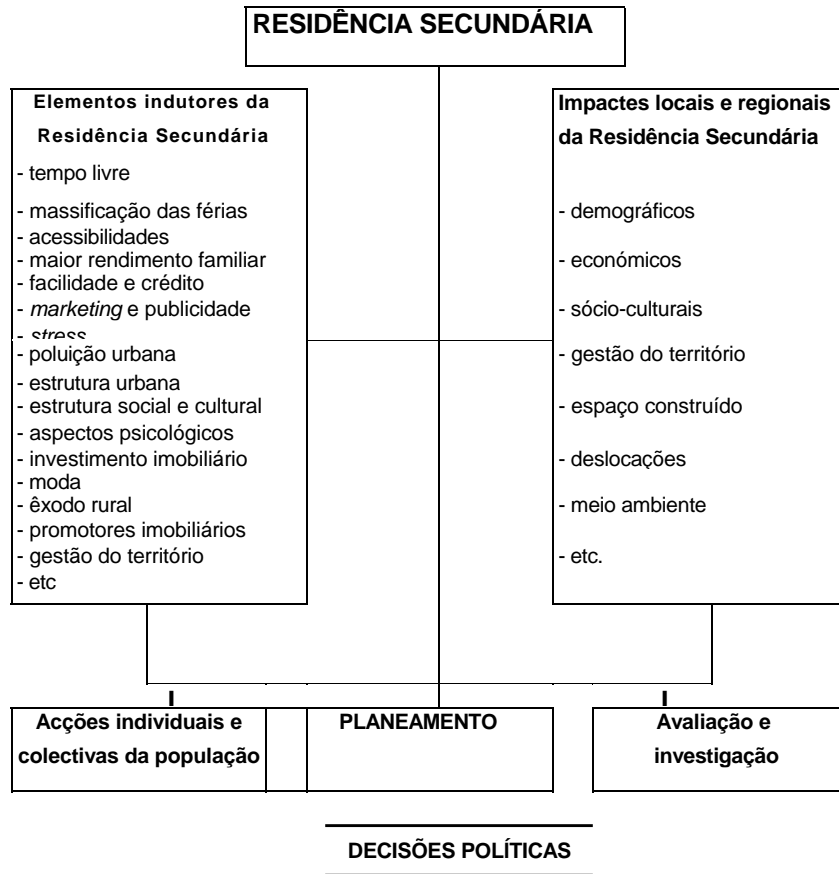 RESIDÊNCIA SECUNDÁRIA
Elementos indutores da
Residência Secundária
- tempo livre
- massificação das férias
- acessibilidades
- maior rendimento familiar
- facilidade e crédito
- marketing e publicidade
- stress
- poluição urbana
- estrutura urbana
- estrutura social e cultural
- aspectos psicológicos
- investimento imobiliário
- moda
- êxodo rural
- promotores imobiliários
- gestão do território
- etc
Impactes locais e regionais
da Residência Secundária
- demográficos
- económicos
- sócio-culturais
- gestão do território
- espaço construído
- deslocações
- meio ambiente
- etc.
Acções individuais e
colectivas da população
PLANEAMENTO
Avaliação e
investigação
DECISÕES POLÍTICAS